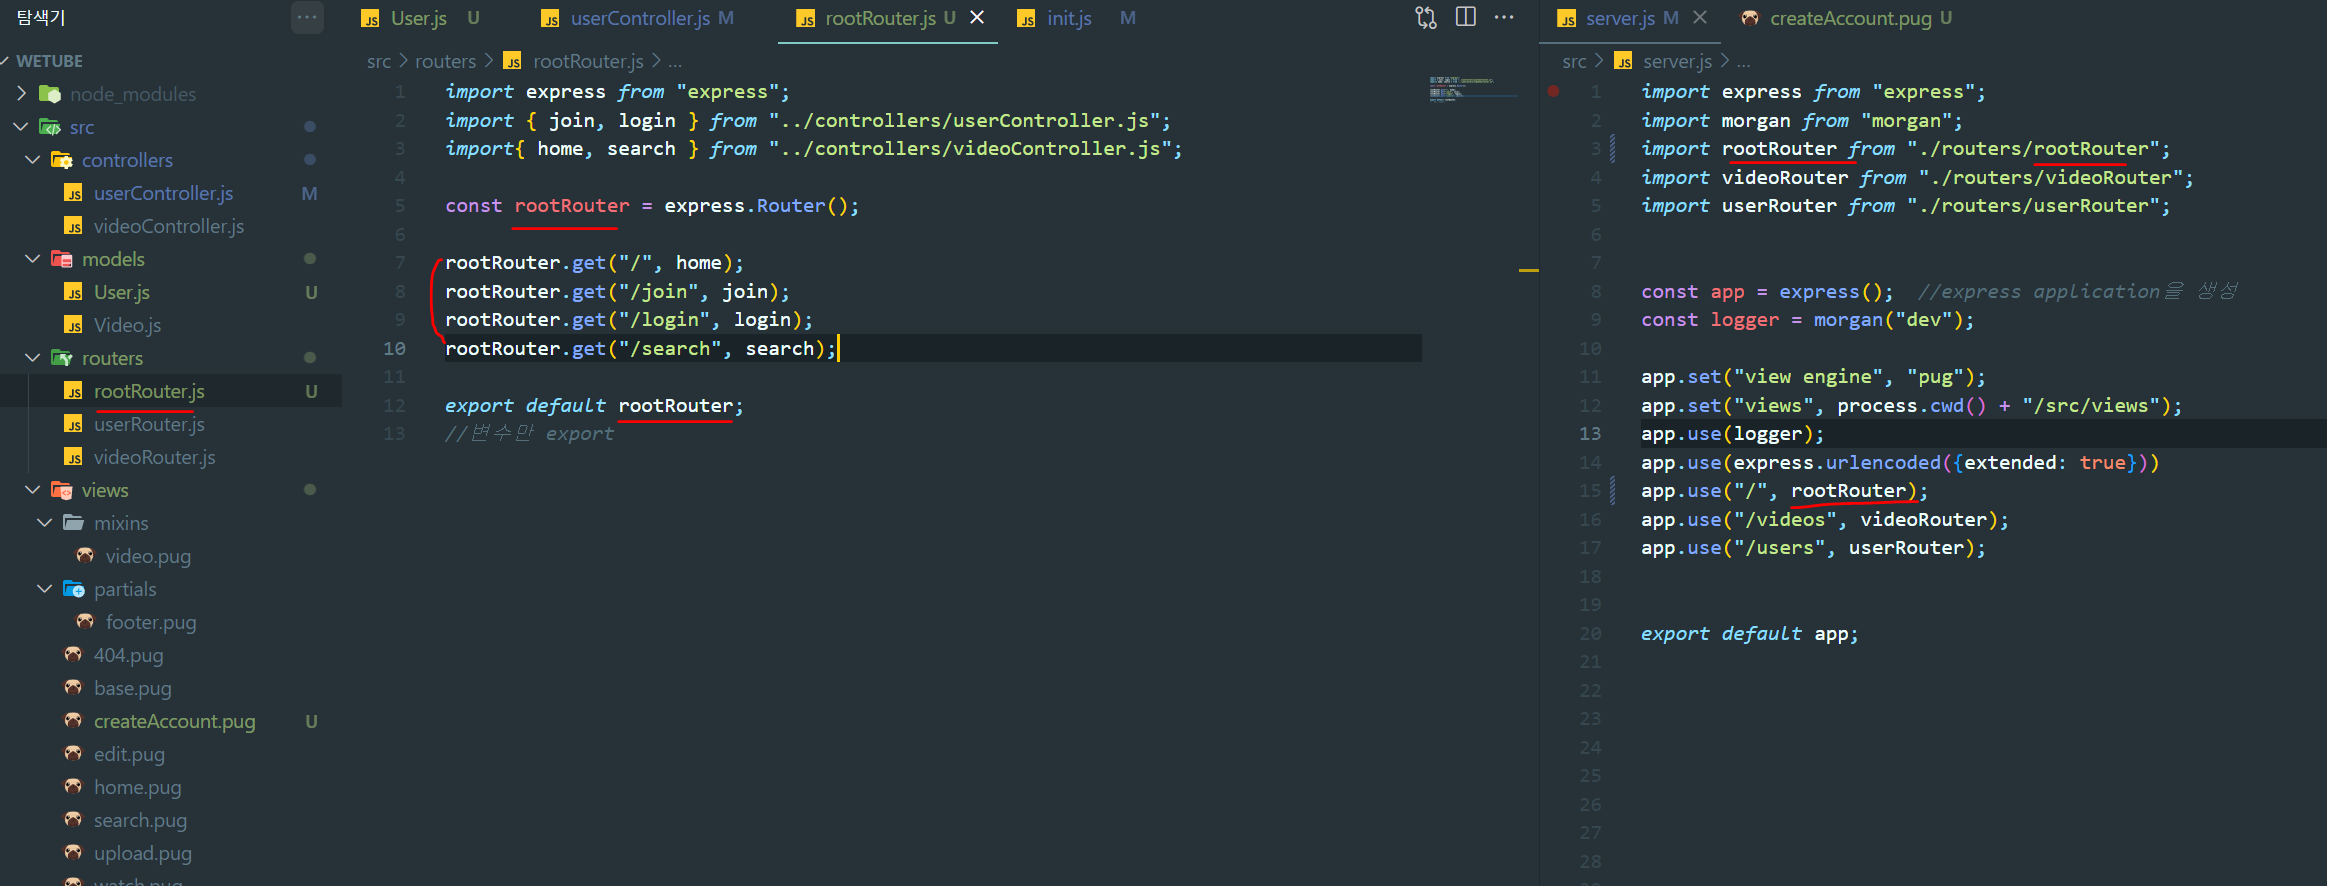 탐색기
WETUBE
node_modules
src
controllers
userController.js M
videoController.js
models
User.js U
Video.js
routers
rootRouter.js U
userRouter.js
videoRouter.js
views
mixins
video.pug
partials
footer.pug
404.pug
base.pug
createAccount.pug U
edit.pug
home.pug
search.pug
upload.pug
watch.pug
User.js U
userController.js M
rootRouter.js U
init.js M
src > routers > JS rootRouter.js > ...
1 import express from "express";
2 import { join, login } from "../controllers/userController.js";
3 import{ home, search } from "../controllers/videoController.js";
4
5 const rootRouter = express.Router();
6
7 rootRouter.get("/", home);
8 rootRouter.get("/join", join);
9 rootRouter.get("/login", login);
10 rootRouter.get("/search", search);
11
12 export default rootRouter;
13 //변수만 export
server.js M
createAccount.pug U
src > JS server.js > ...
1 import express from "express";
2 import morgan from "morgan";
3 import rootRouter from "./routers/rootRouter";
4 import videoRouter from "./routers/videoRouter";
5 import userRouter from "./routers/userRouter";
6
7
8 const app = express(); //express application을 생성
9 const logger = morgan("dev");
10
11 app.set("view engine", "pug");
12 app.set("views", process.cwd() + "/src/views");
13 app.use(logger);
14 app.use(express.urlencoded({extended: true}))
15 app.use("/", rootRouter);
16 app.use("/videos", videoRouter);
17 app.use("/users", userRouter);
18
19
20 export default app;
21
22
23
24
25
26
27
28